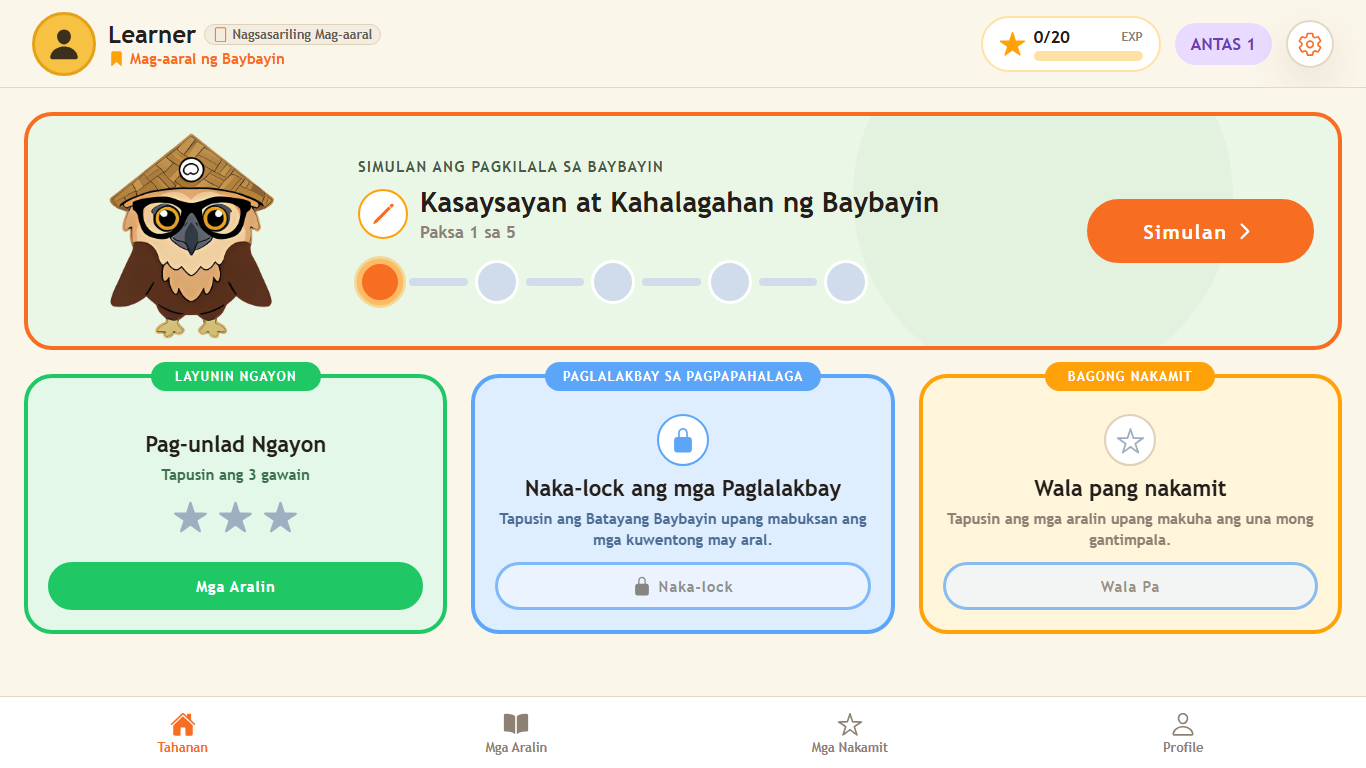 Learner
Nagsasariling Mag-aaral
Mag-aaral ng Baybayin
0/20
EXP
ANTAS 1
SIMULAN ANG PAGKILALA SA BAYBAYIN
Kasaysayan at Kahalagahan ng Baybayin
Paksa 1 sa 5
Simulan
LAYUNIN NGAYON
Pag-unlad Ngayon
Tapusin ang 3 gawain
Mga Aralin
PAGLALAKBAY SA PAGPAPAHALAGA
Naka-lock ang mga Paglalakbay
Tapusin ang Batayang Baybayin upang mabuksan ang
mga kuwentong may aral.
Naka-lock
BAGONG NAKAMIT
Wala pang nakamit
Tapusin ang mga aralin upang makuha ang una mong
gantimpala.
Wala Pa
Tahanan
Mga Aralin
Mga Nakamit
Profile